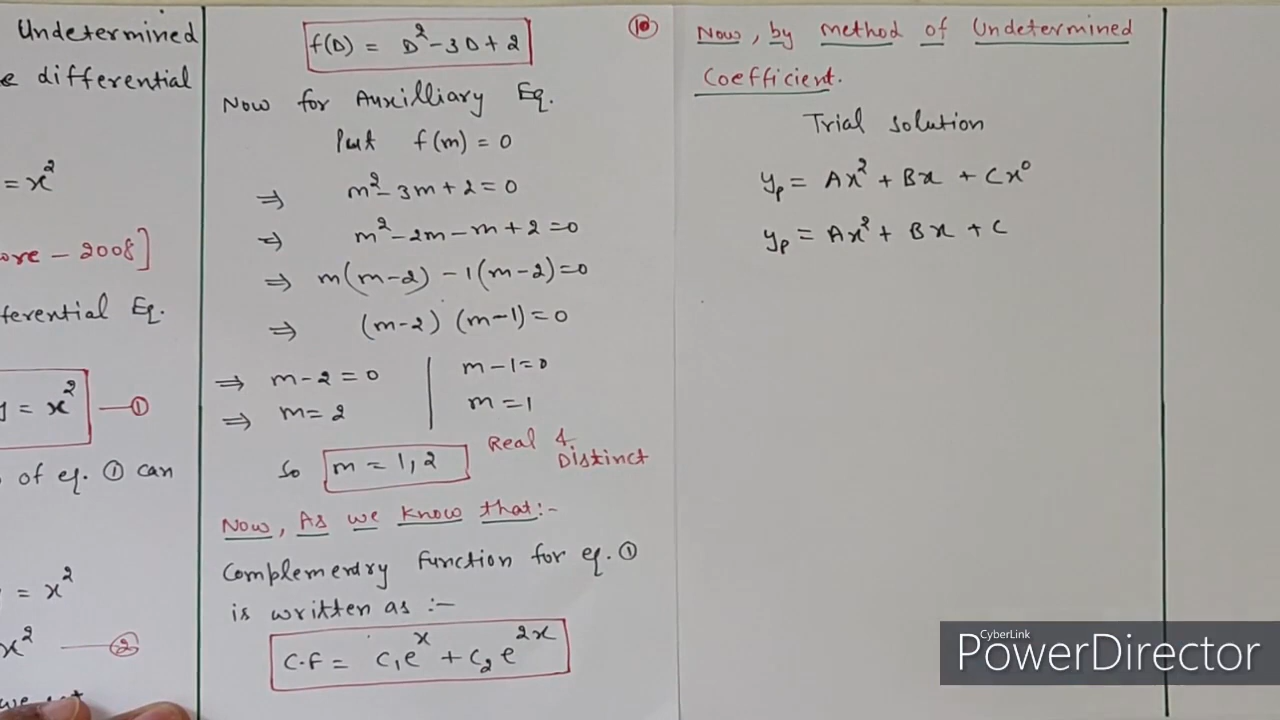 Undetermined
e differential
= x²
ore – 2008]
ferential Eq.
= x² —①
of eq. ① can
= x²
x² —②
f(D) = D² – 3D + 2
Now for Auxilliary Eq.
Put f(m) = 0
⇒ m² – 3m + 2 = 0
⇒ m² – 2m – m + 2 = 0
⇒ m(m – 2) – 1(m – 2) = 0
⇒ (m – 2) (m – 1) = 0
⇒ m – 2 = 0 | m – 1 = 0
⇒ m = 2 | m = 1
So m = 1, 2 Real &
Distinct
Now, As we know that :–
Complemendry function for eq. ①
is written as :–
C.F = c₁eˣ + c₂e²ˣ
⑩
Now, by method of Undetermined
Coefficient.
Trial solution
yₚ = Ax² + Bx + Cx⁰
yₚ = Ax² + Bx + C
CyberLink
PowerDirector